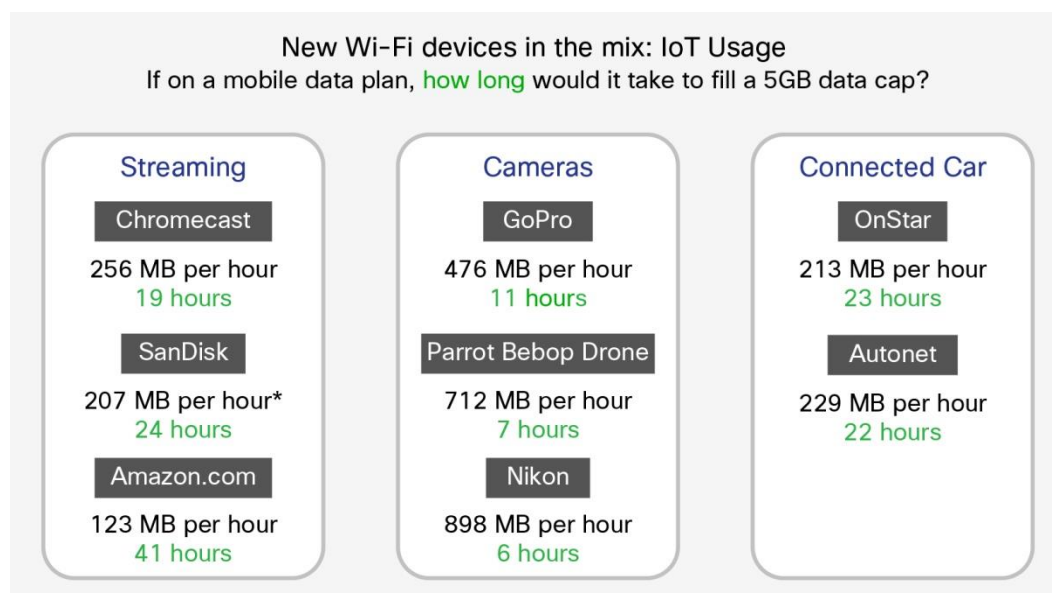 New Wi-Fi devices in the mix: IoT Usage
If on a mobile data plan, how long would it take to fill a 5GB data cap?
Streaming
Chromecast
256 MB per hour
19 hours
SanDisk
207 MB per hour*
24 hours
Amazon.com
123 MB per hour
41 hours
Cameras
GoPro
476 MB per hour
11 hours
Parrot Bebop Drone
712 MB per hour
7 hours
Nikon
898 MB per hour
6 hours
Connected Car
OnStar
213 MB per hour
23 hours
Autonet
229 MB per hour
22 hours